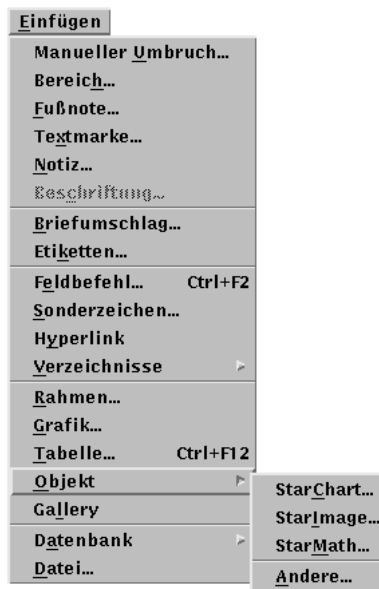 Einfügen
Manueller Umbruch...
Bereich...
Fußnote...
Textmarke...
Notiz...
Beschriftung...
Briefumschlag...
Etiketten...
Feldbefehl... Ctrl+F2
Sonderzeichen...
Hyperlink
Verzeichnisse
Rahmen...
Grafik...
Tabelle... Ctrl+F12
Objekt
StarChart...
StarImage...
StarMath...
Andere...
Gallery
Datenbank
Datei...